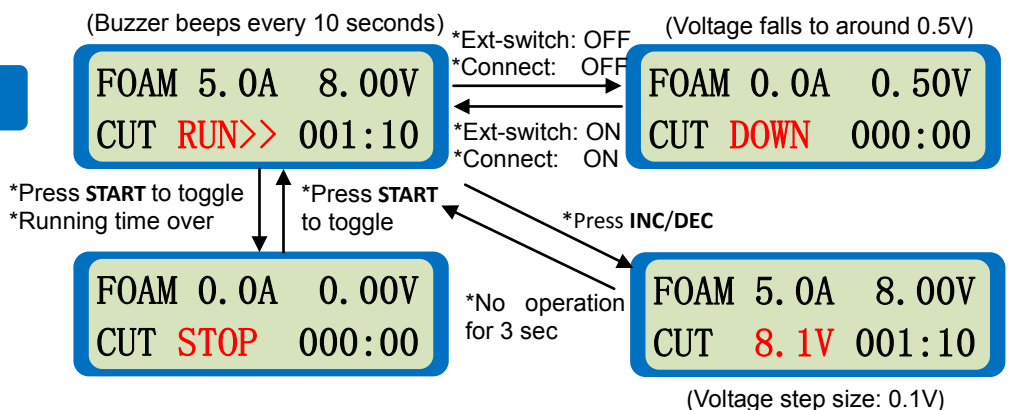 (Buzzer beeps every 10 seconds)
*Ext-switch: OFF
*Connect: OFF
(Voltage falls to around 0.5V)
FOAM 5.0A 8.00V
CUT RUN>> 001:10
FOAM 0.0A 0.50V
CUT DOWN 000:00
*Ext-switch: ON
*Connect: ON
*Press START to toggle
*Running time over
*Press START
to toggle
*Press INC/DEC
FOAM 0.0A 0.00V
CUT STOP 000:00
*No operation
for 3 sec
FOAM 5.0A 8.00V
CUT 8.1V 001:10
(Voltage step size: 0.1V)